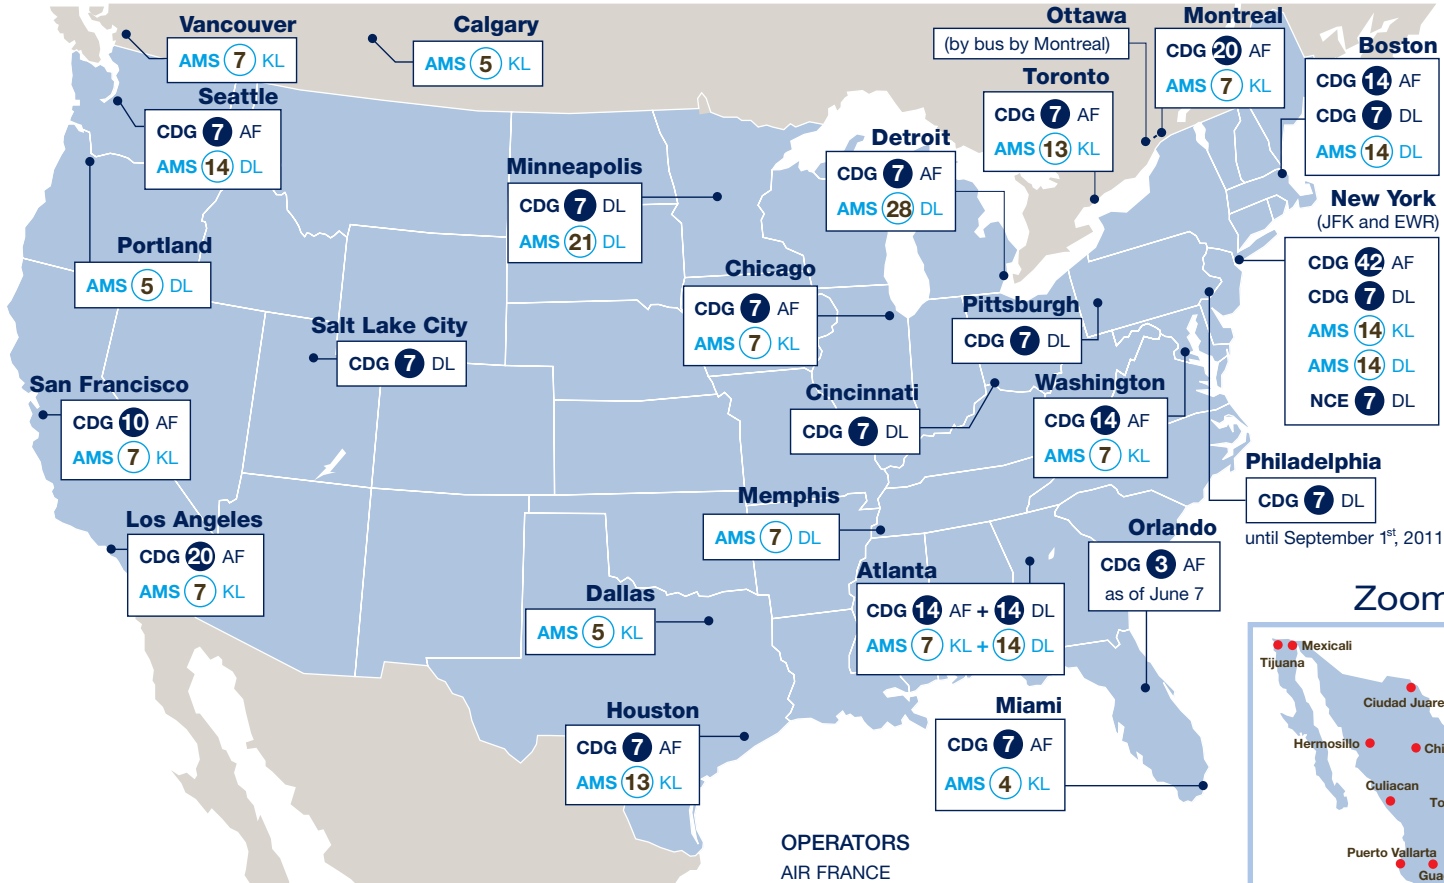 Vancouver
AMS 7 KL
Calgary
AMS 5 KL
Ottawa
(by bus by Montreal)
Montreal
CDG 20 AF
AMS 7 KL
Boston
CDG 14 AF
CDG 7 DL
AMS 14 DL
Seattle
CDG 7 AF
AMS 14 DL
Toronto
CDG 7 AF
AMS 13 KL
Detroit
CDG 7 AF
AMS 28 DL
Minneapolis
CDG 7 DL
AMS 21 DL
New York
(JFK and EWR)
CDG 42 AF
CDG 7 DL
AMS 14 KL
AMS 14 DL
NCE 7 DL
Portland
AMS 5 DL
Chicago
CDG 7 AF
AMS 7 KL
Pittsburgh
CDG 7 DL
Salt Lake City
CDG 7 DL
San Francisco
CDG 10 AF
AMS 7 KL
Cincinnati
CDG 7 DL
Washington
CDG 14 AF
AMS 7 KL
Philadelphia
CDG 7 DL
until September 1st, 2011
Memphis
AMS 7 DL
Los Angeles
CDG 20 AF
AMS 7 KL
Orlando
CDG 3 AF
as of June 7
Atlanta
CDG 14 AF + 14 DL
AMS 7 KL + 14 DL
Dallas
AMS 5 KL
Houston
CDG 7 AF
AMS 13 KL
Miami
CDG 7 AF
AMS 4 KL
OPERATORS
AIR FRANCE
Zoom
Mexicali
Tijuana
Ciudad Juare
Hermosillo
Chi
Culiacan
To
Puerto Vallarta
Gua